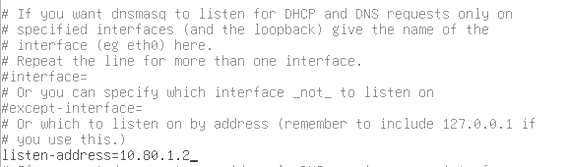 # If you want dnsmasq to listen for DHCP and DNS requests only on
# specified interfaces (and the loopback) give the name of the
# interface (eg eth0) here.
# Repeat the line for more than one interface.
#interface=
# Or you can specify which interface _not_ to listen on
#except-interface=
# Or which to listen on by address (remember to include 127.0.0.1 if
# you use this.)
listen-address=10.80.1.2_